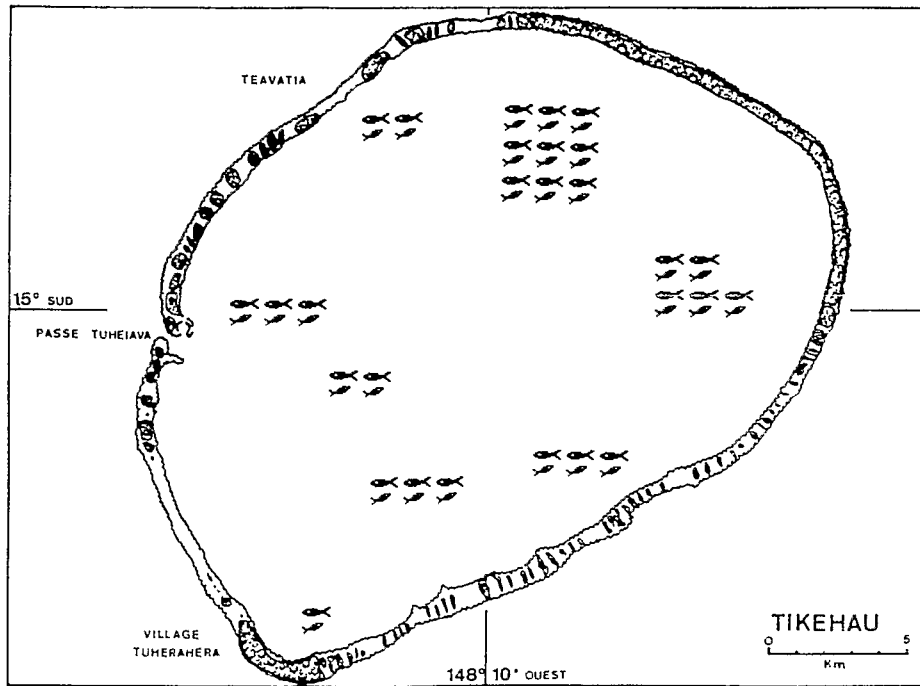 TEAVATIA
15° SUD
PASSE TUHEIAVA
VILLAGE
TUHERAHERA
148° 10' OUEST
TIKEHAU
0 5
Km